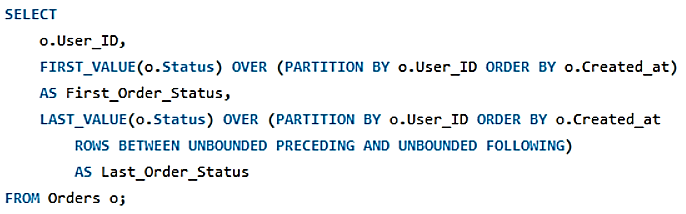 SELECT
    o.User_ID,
    FIRST_VALUE(o.Status) OVER (PARTITION BY o.User_ID ORDER BY o.Created_at)
    AS First_Order_Status,
    LAST_VALUE(o.Status) OVER (PARTITION BY o.User_ID ORDER BY o.Created_at
        ROWS BETWEEN UNBOUNDED PRECEDING AND UNBOUNDED FOLLOWING)
        AS Last_Order_Status
FROM Orders o;